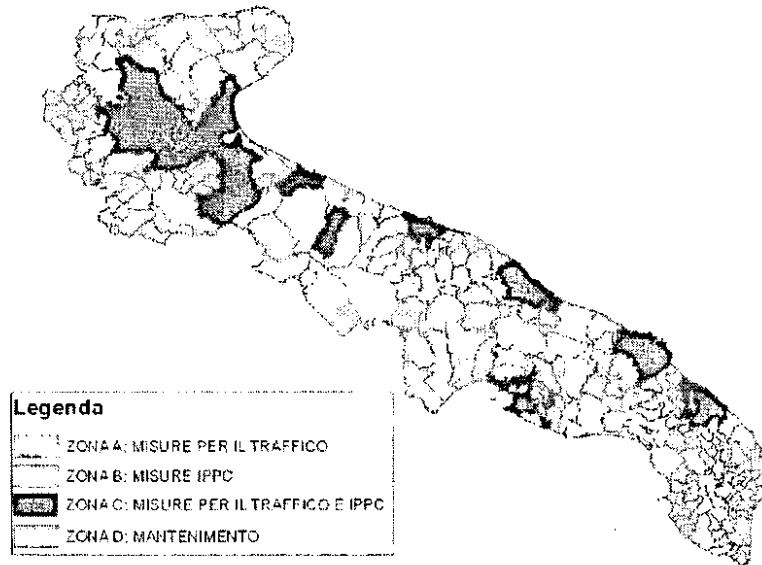 Legenda
ZONA A: MISURE PER IL TRAFFICO
ZONA B: MISURE IPPC
ZONA C: MISURE PER IL TRAFFICO E IPPC
ZONA D: MANTENIMENTO